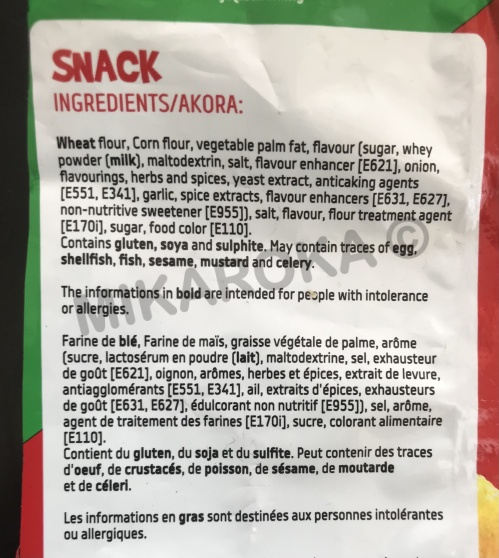 SNACK
INGREDIENTS/AKORA:
Wheat flour, Corn flour, vegetable palm fat, flavour (sugar, whey
powder (milk), maltodextrin, salt, flavour enhancer [E621], onion,
flavourings, herbs and spices, yeast extract, anticaking agents
[E551, E341], garlic, spice extracts, flavour enhancers [E631, E627],
non-nutritive sweetener [E955]), salt, flavour, flour treatment agent
[E170i], sugar, food color [E110].
Contains gluten, soya and sulphite. May contain traces of egg,
shellfish, fish, sesame, mustard and celery.
The informations in bold are intended for people with intolerance
or allergies.
MIKAROKA ©
Farine de blé, Farine de maïs, graisse végétale de palme, arôme
(sucre, lactosérum en poudre (lait), maltodextrine, sel, exhausteur
de goût [E621], oignon, arômes, herbes et épices, extrait de levure,
antiagglomérants [E551, E341], ail, extraits d'épices, exhausteurs
de goût [E631, E627], édulcorant non nutritif [E955]), sel, arôme,
agent de traitement des farines [E170i], sucre, colorant alimentaire
[E110].
Contient du gluten, du soja et du sulfite. Peut contenir des traces
d'oeuf, de crustacés, de poisson, de sésame, de moutarde
et de céleri.
Les informations en gras sont destinées aux personnes intolérantes
ou allergiques.